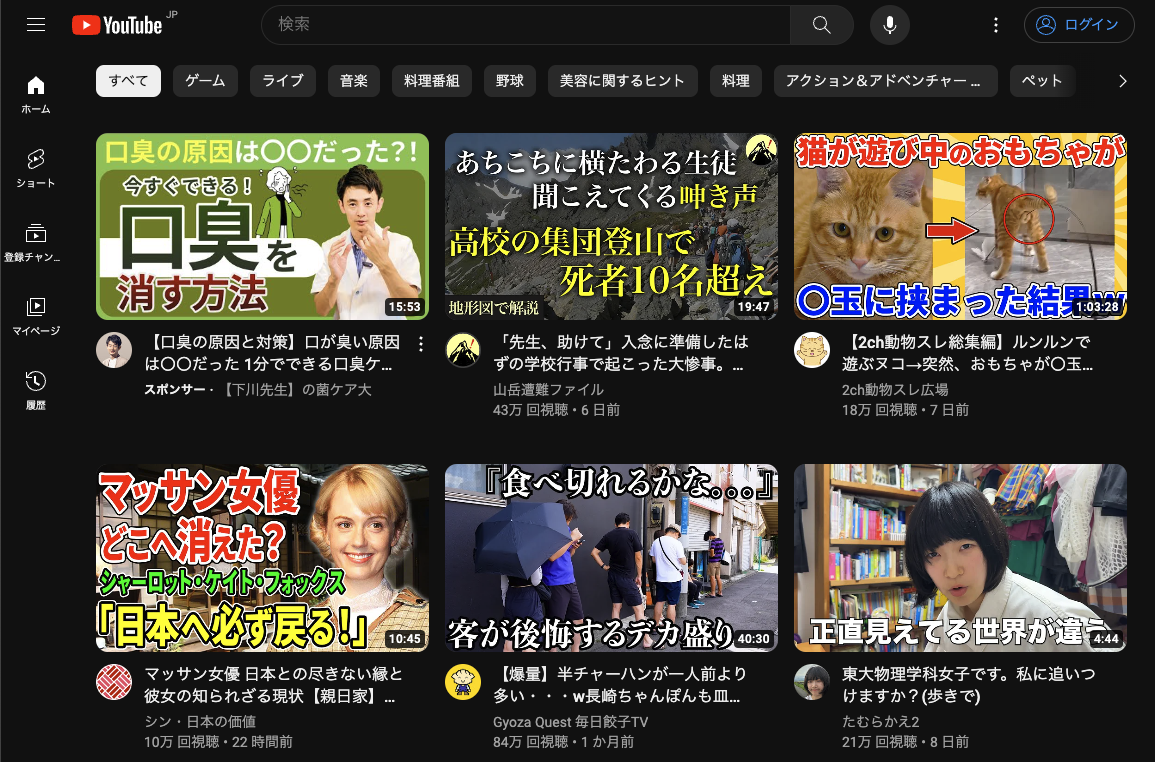 YouTube JP
検索
ログイン
ホーム
ショート
登録チャン...
マイページ
履歴
すべて
ゲーム
ライブ
音楽
料理番組
野球
美容に関するヒント
料理
アクション＆アドベンチャー ...
ペット
口臭の原因は〇〇だった?!
今すぐできる!
口臭を
消す方法
15:53
【口臭の原因と対策】口が臭い原因
は〇〇だった 1分でできる口臭ケ...
スポンサー・【下川先生】の菌ケア大
あちこちに横たわる生徒
聞こえてくる呻き声
高校の集団登山で
死者10名超え
地形図で解説
19:47
「先生、助けて」入念に準備したは
ずの学校行事で起こった大惨事。...
山岳遭難ファイル
43万 回視聴・6 日前
猫が遊び中のおもちゃが
〇玉に挟まった結果w
1:03:28
【2ch動物スレ総集編】ルンルンで
遊ぶヌコ→突然、おもちゃが〇玉...
2ch動物スレ広場
18万 回視聴・7 日前
マッサン女優
どこへ消えた?
シャーロット・ケイト・フォックス
「日本へ必ず戻る!」
10:45
マッサン女優 日本との尽きない縁と
彼女の知られざる現状【親日家】...
シン・日本の価値
10万 回視聴・22 時間前
『食べ切れるかな。。。』
客が後悔するデカ盛り
40:30
【爆量】半チャーハンが一人前より
多い・・・w長崎ちゃんぽんも皿...
Gyoza Quest 毎日餃子TV
84万 回視聴・1 か月前
正直見えてる世界が違う
4:44
東大物理学科女子です。私に追いつ
けますか？(歩きで)
たむらかえ2
21万 回視聴・8 日前